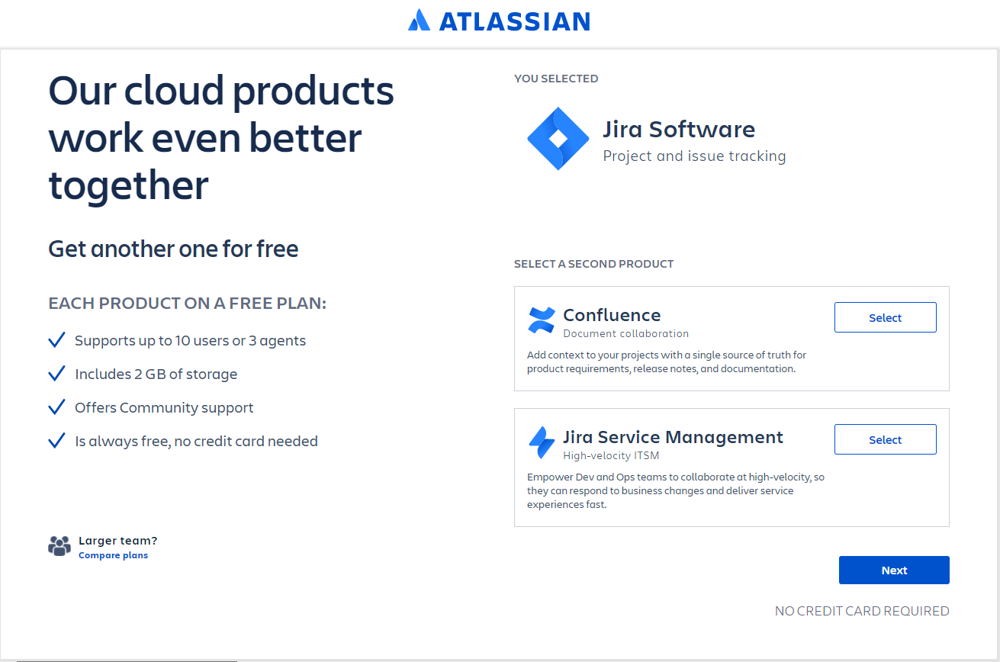 ATLASSIAN
Our cloud products
work even better
together
Get another one for free
EACH PRODUCT ON A FREE PLAN:
Supports up to 10 users or 3 agents
Includes 2 GB of storage
Offers Community support
Is always free, no credit card needed
Larger team?
Compare plans
YOU SELECTED
Jira Software
Project and issue tracking
SELECT A SECOND PRODUCT
Confluence
Document collaboration
Select
Add context to your projects with a single source of truth for
product requirements, release notes, and documentation.
Jira Service Management
High-velocity ITSM
Select
Empower Dev and Ops teams to collaborate at high-velocity, so
they can respond to business changes and deliver service
experiences fast.
Next
NO CREDIT CARD REQUIRED